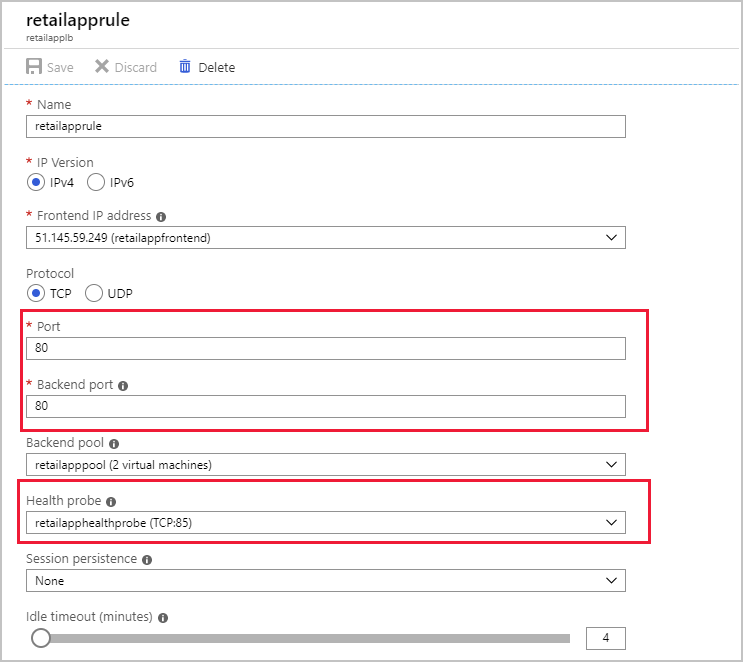 retailapprule
retailapplb
Save Discard Delete
* Name
retailapprule
* IP Version
IPv4 IPv6
* Frontend IP address
51.145.59.249 (retailappfrontend)
Protocol
TCP UDP
* Port
80
* Backend port
80
Backend pool
retailapppool (2 virtual machines)
Health probe
retailapphealthprobe (TCP:85)
Session persistence
None
Idle timeout (minutes)
4